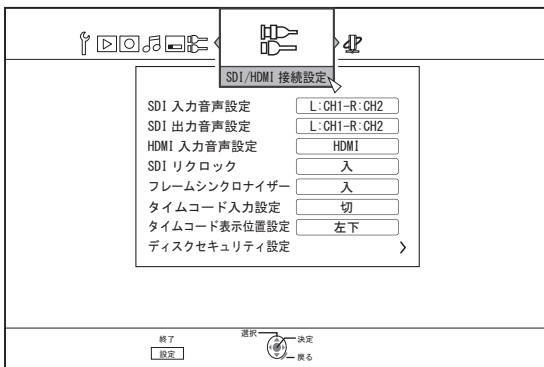 SDI/HDMI 接続設定
SDI 入力音声設定 L:CH1-R:CH2
SDI 出力音声設定 L:CH1-R:CH2
HDMI 入力音声設定 HDMI
SDI リクロック 入
フレームシンクロナイザー 入
タイムコード入力設定 切
タイムコード表示位置設定 左下
ディスクセキュリティ設定
終了
設定
選択
決定
戻る